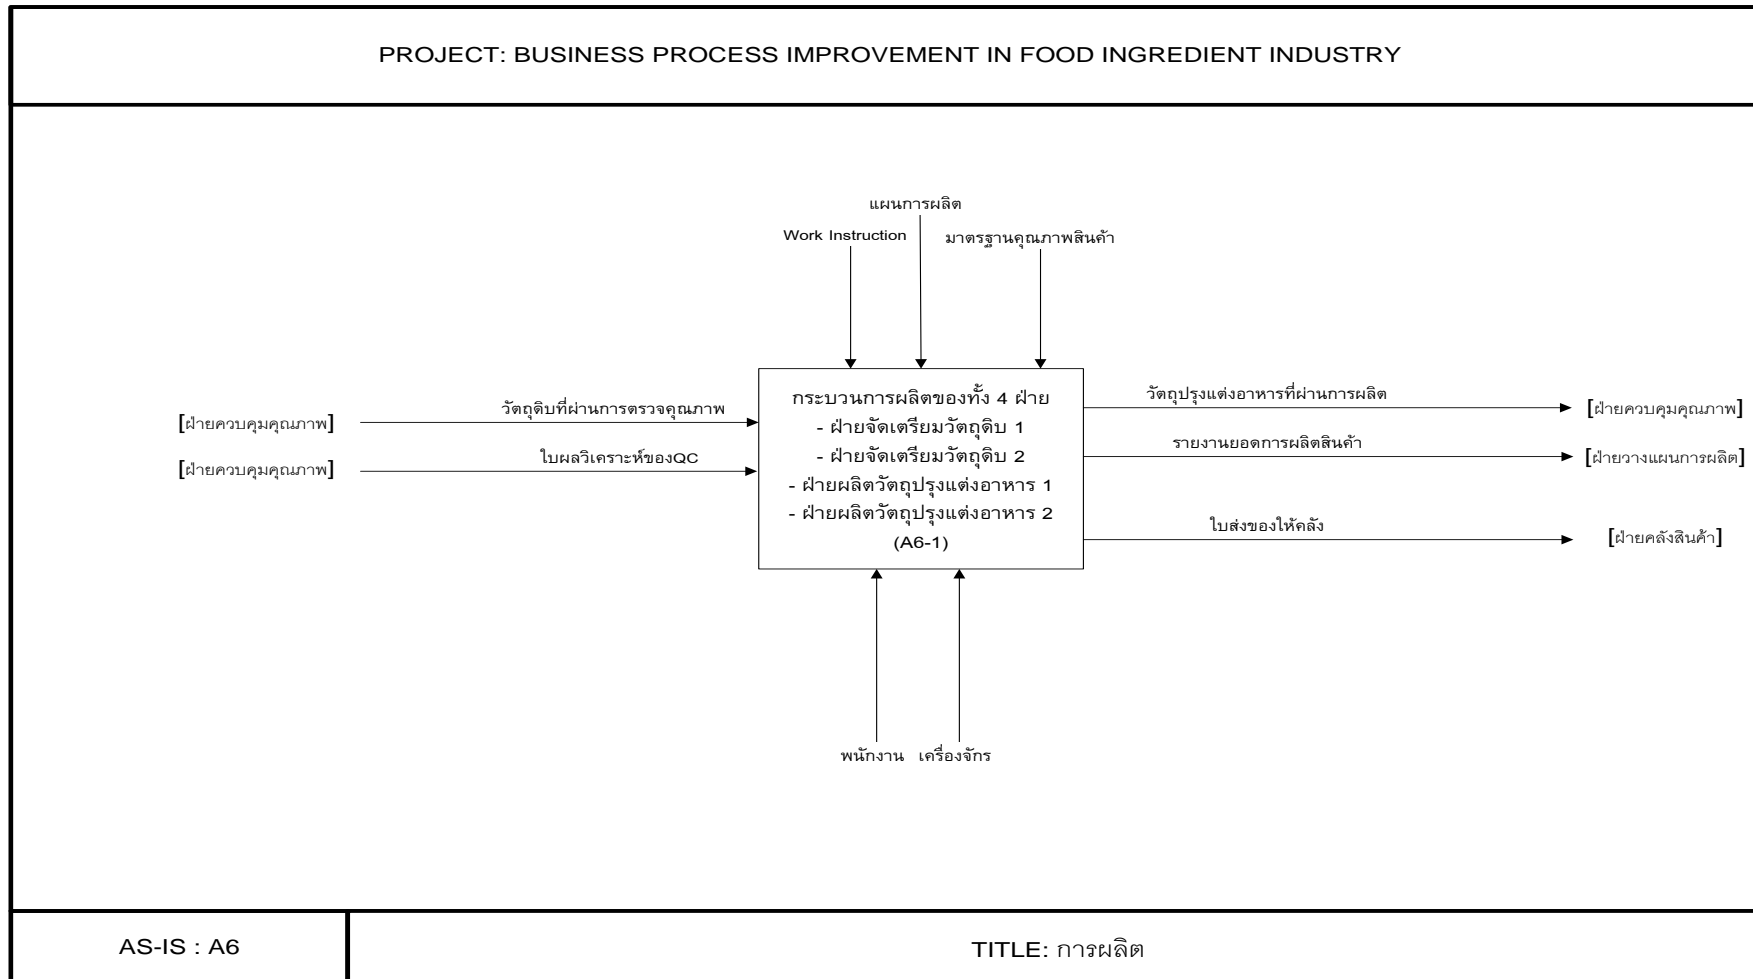 PROJECT: BUSINESS PROCESS IMPROVEMENT IN FOOD INGREDIENT INDUSTRY
แผนการผลิต
Work Instruction
มาตรฐานคุณภาพสินค้า
[ฝ่ายควบคุมคุณภาพ]
วัตถุดิบที่ผ่านการตรวจคุณภาพ
[ฝ่ายควบคุมคุณภาพ]
ใบผลวิเคราะห์ของQC
กระบวนการผลิตของทั้ง 4 ฝ่าย
- ฝ่ายจัดเตรียมวัตถุดิบ 1
- ฝ่ายจัดเตรียมวัตถุดิบ 2
- ฝ่ายผลิตวัตถุปรุงแต่งอาหาร 1
- ฝ่ายผลิตวัตถุปรุงแต่งอาหาร 2
(A6-1)
วัตถุปรุงแต่งอาหารที่ผ่านการผลิต
[ฝ่ายควบคุมคุณภาพ]
รายงานยอดการผลิตสินค้า
[ฝ่ายวางแผนการผลิต]
ใบส่งของให้คลัง
[ฝ่ายคลังสินค้า]
พนักงาน
เครื่องจักร
AS-IS : A6
TITLE: การผลิต